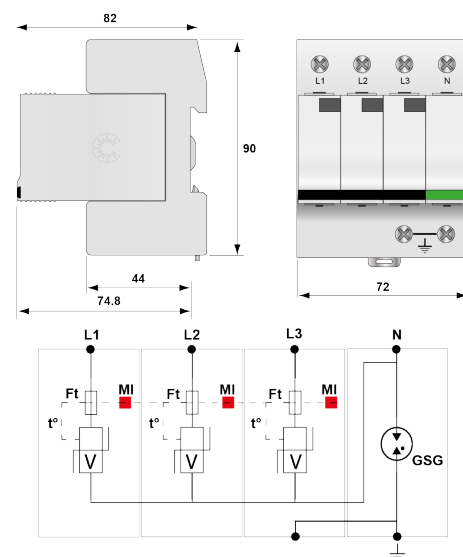 82
L1 L2 L3 N
90
44
74.8
72
L1 L2 L3 N
Ft MI Ft MI Ft MI
t° t° t°
V V V GSG